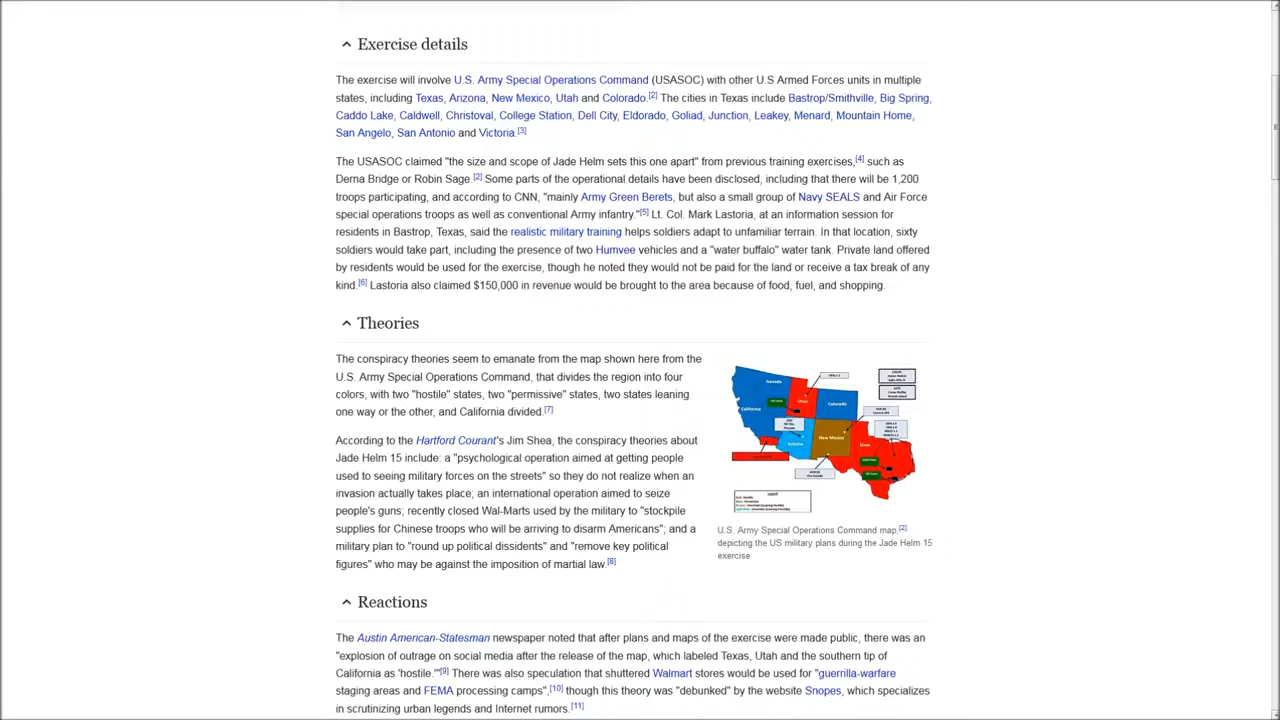 Exercise details
The exercise will involve U.S. Army Special Operations Command (USASOC) with other U.S Armed Forces units in multiple
states, including Texas, Arizona, New Mexico, Utah and Colorado.[2] The cities in Texas include Bastrop/Smithville, Big Spring,
Caddo Lake, Caldwell, Christoval, College Station, Dell City, Eldorado, Goliad, Junction, Leakey, Menard, Mountain Home,
San Angelo, San Antonio and Victoria.[3]
The USASOC claimed "the size and scope of Jade Helm sets this one apart" from previous training exercises,[4] such as
Derna Bridge or Robin Sage.[2] Some parts of the operational details have been disclosed, including that there will be 1,200
troops participating, and according to CNN, "mainly Army Green Berets, but also a small group of Navy SEALS and Air Force
special operations troops as well as conventional Army infantry."[5] Lt. Col. Mark Lastoria, at an information session for
residents in Bastrop, Texas, said the realistic military training helps soldiers adapt to unfamiliar terrain. In that location, sixty
soldiers would take part, including the presence of two Humvee vehicles and a "water buffalo" water tank. Private land offered
by residents would be used for the exercise, though he noted they would not be paid for the land or receive a tax break of any
kind.[6] Lastoria also claimed $150,000 in revenue would be brought to the area because of food, fuel, and shopping.
Theories
The conspiracy theories seem to emanate from the map shown here from the
U.S. Army Special Operations Command, that divides the region into four
colors, with two "hostile" states, two "permissive" states, two states leaning
one way or the other, and California divided.[7]
According to the Hartford Courant's Jim Shea, the conspiracy theories about
Jade Helm 15 include: a "psychological operation aimed at getting people
used to seeing military forces on the streets" so they do not realize when an
invasion actually takes place; an international operation aimed to seize
people's guns; recently closed Wal-Marts used by the military to "stockpile
supplies for Chinese troops who will be arriving to disarm Americans"; and a
military plan to "round up political dissidents" and "remove key political
figures" who may be against the imposition of martial law.[8]
Nevada
California
Utah
Colorado
Arizona
New Mexico
Texas
U.S. Army Special Operations Command map,[2]
depicting the US military plans during the Jade Helm 15
exercise
Reactions
The Austin American-Statesman newspaper noted that after plans and maps of the exercise were made public, there was an
"explosion of outrage on social media after the release of the map, which labeled Texas, Utah and the southern tip of
California as 'hostile.'"[9] There was also speculation that shuttered Walmart stores would be used for "guerrilla-warfare
staging areas and FEMA processing camps",[10] though this theory was "debunked" by the website Snopes, which specializes
in scrutinizing urban legends and Internet rumors.[11]